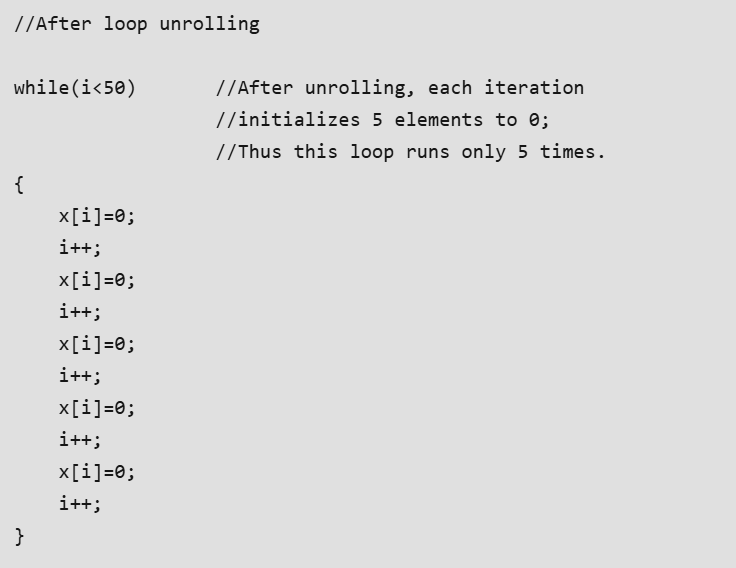 //After loop unrolling
while(i<50)       //After unrolling, each iteration
                  //initializes 5 elements to 0;
                  //Thus this loop runs only 5 times.
{
    x[i]=0;
    i++;
    x[i]=0;
    i++;
    x[i]=0;
    i++;
    x[i]=0;
    i++;
    x[i]=0;
    i++;
}